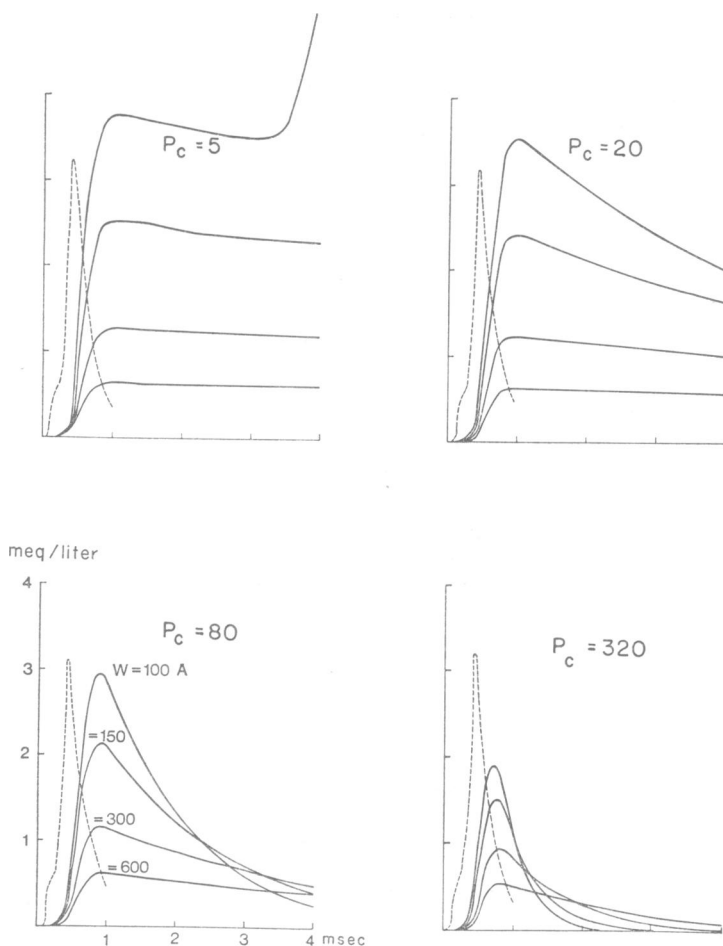 P_c = 5
P_c = 20
meq/liter
4
3
2
1
P_c = 80
W = 100 A
= 150
= 300
= 600
1
2
3
4
msec
P_c = 320